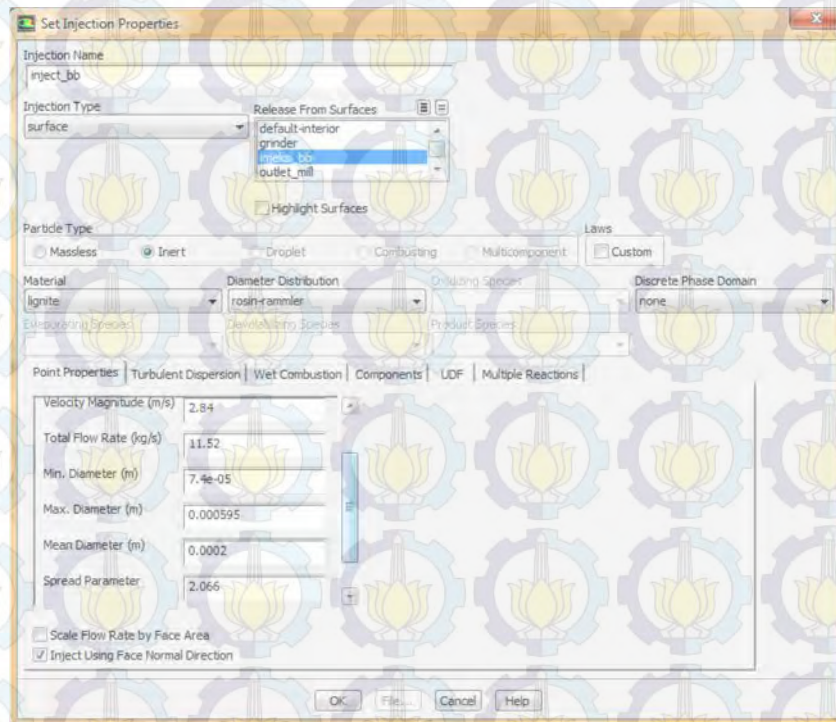 Set Injection Properties
Injection Name
inject_bb
Injection Type
Release From Surfaces
surface
default-interior
grinder
injeksi_bb
outlet_mill
Highlight Surfaces
Particle Type
Laws
Massless Inert Droplet Combusting Multicomponent Custom
Material Diameter Distribution Oxidizing Species Discrete Phase Domain
lignite rosin-rammler none
Evaporating Species Devolatilizing Species Product Species
Point Properties Turbulent Dispersion Wet Combustion Components UDF Multiple Reactions
Velocity Magnitude (m/s) 2.84
Total Flow Rate (kg/s) 11.52
Min. Diameter (m) 7.4e-05
Max. Diameter (m) 0.000595
Mean Diameter (m) 0.0002
Spread Parameter 2.066
Scale Flow Rate by Face Area
Inject Using Face Normal Direction
OK File... Cancel Help